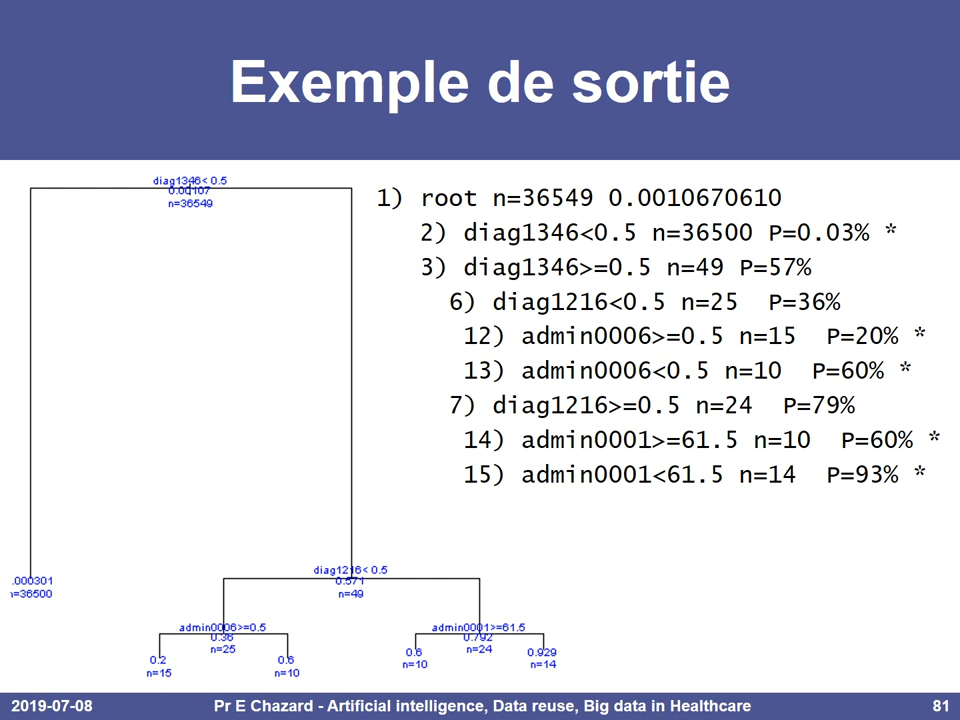 Exemple de sortie
diag1346< 0.5
0.00107
n=36549
1) root n=36549 0.0010670610
2) diag1346<0.5 n=36500 P=0.03% *
3) diag1346>=0.5 n=49 P=57%
6) diag1216<0.5 n=25 P=36%
12) admin0006>=0.5 n=15 P=20% *
13) admin0006<0.5 n=10 P=60% *
7) diag1216>=0.5 n=24 P=79%
14) admin0001>=61.5 n=10 P=60% *
15) admin0001<61.5 n=14 P=93% *
diag1216< 0.5
0.571
n=49
.000301
n=36500
admin0006>=0.5
0.36
n=25
admin0001>=61.5
0.792
n=24
0.2
n=15
0.6
n=10
0.6
n=10
0.929
n=14
2019-07-08
Pr E Chazard - Artificial intelligence, Data reuse, Big data in Healthcare
81